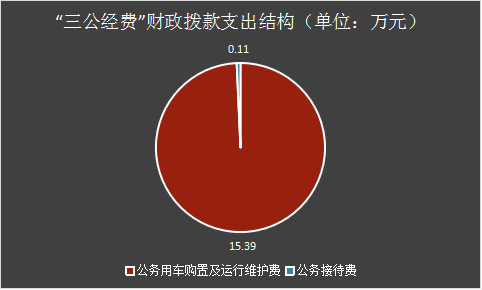 “三公经费”财政拨款支出结构（单位：万元）
0.11
15.39
公务用车购置及运行维护费 公务接待费